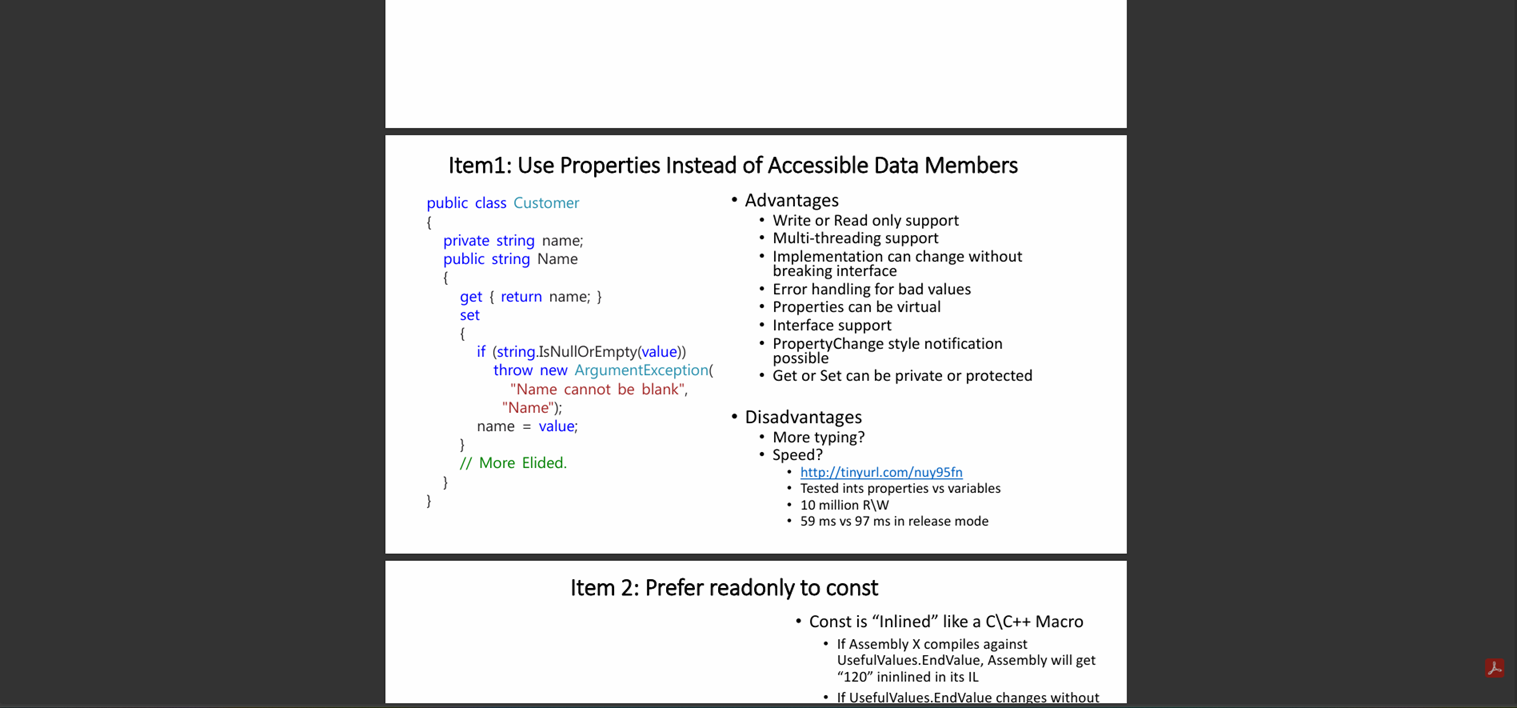 Item1: Use Properties Instead of Accessible Data Members
public class Customer
{
private string name;
public string Name
{
get { return name; }
set
{
if (string.IsNullOrEmpty(value))
throw new ArgumentException(
"Name cannot be blank",
"Name");
name = value;
}
// More Elided.
}
}
• Advantages
• Write or Read only support
• Multi-threading support
• Implementation can change without
breaking interface
• Error handling for bad values
• Properties can be virtual
• Interface support
• PropertyChange style notification
possible
• Get or Set can be private or protected
• Disadvantages
• More typing?
• Speed?
• http://tinyurl.com/nuy95fn
• Tested ints properties vs variables
• 10 million R\W
• 59 ms vs 97 ms in release mode
Item 2: Prefer readonly to const
• Const is “Inlined” like a C\C++ Macro
• If Assembly X compiles against
UsefulValues.EndValue, Assembly will get
“120” ininlined in its IL
• If UsefulValues.EndValue changes without